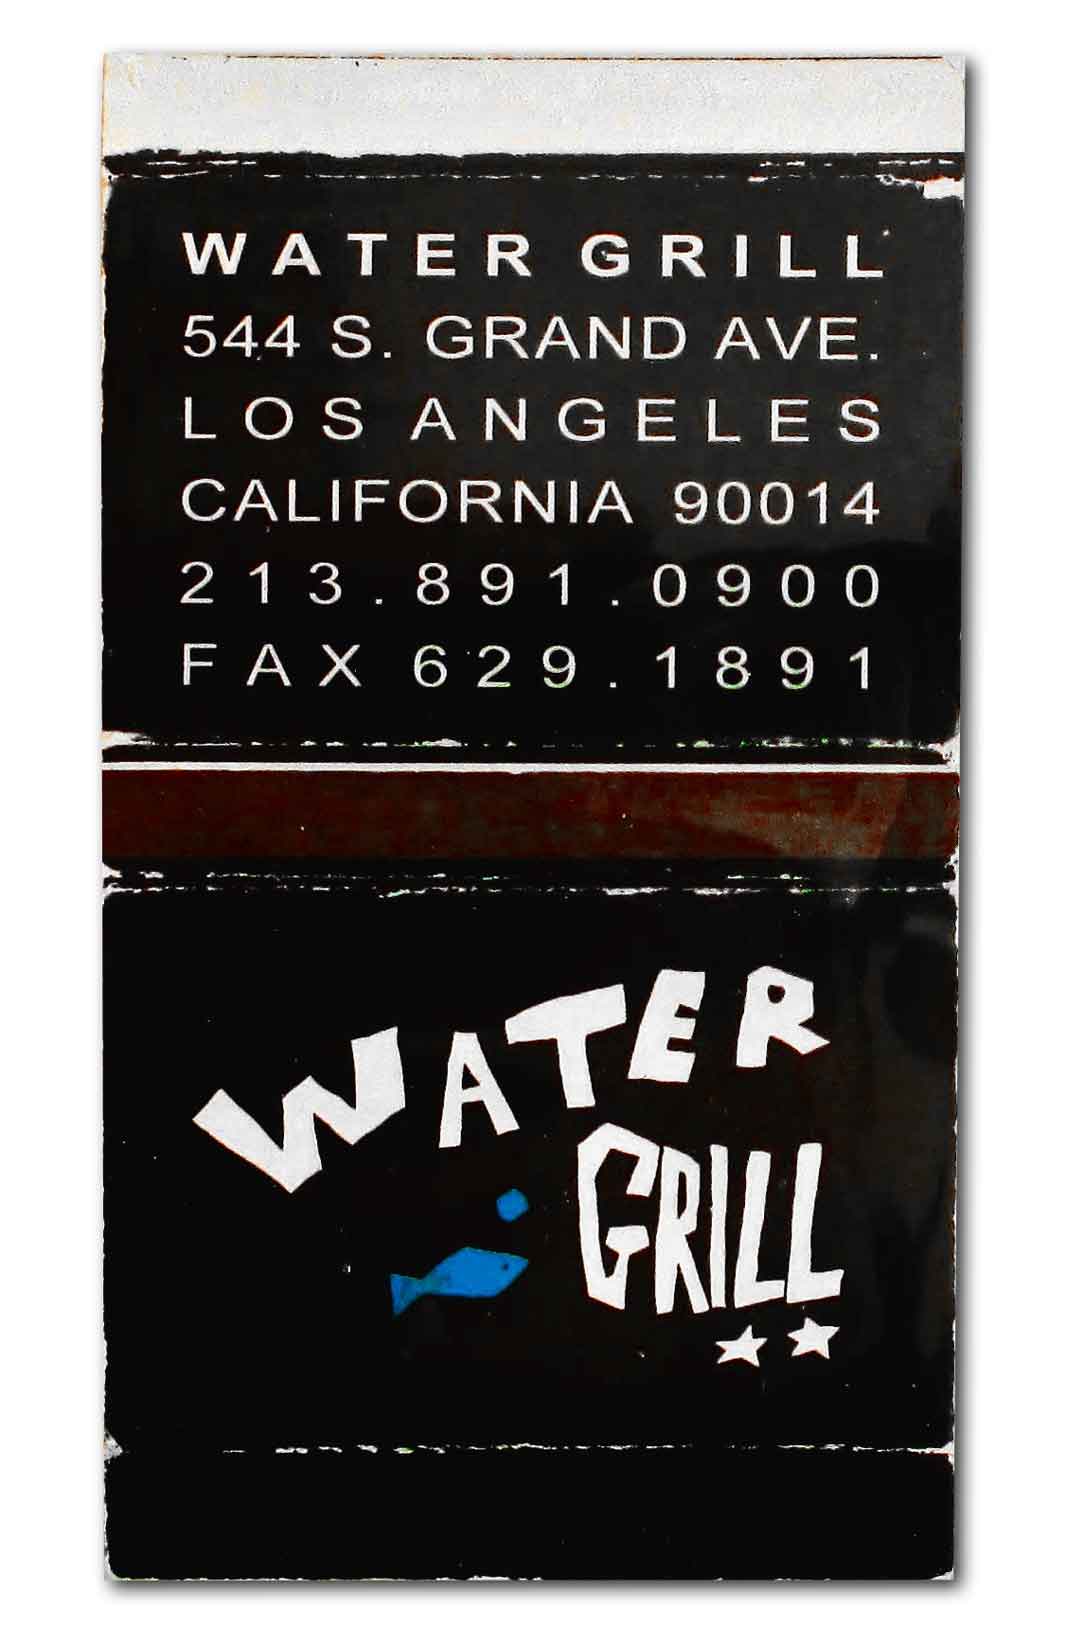 WATER GRILL
544 S. GRAND AVE.
LOS ANGELES
CALIFORNIA 90014
213.891.0900
FAX 629.1891
WATER
GRILL